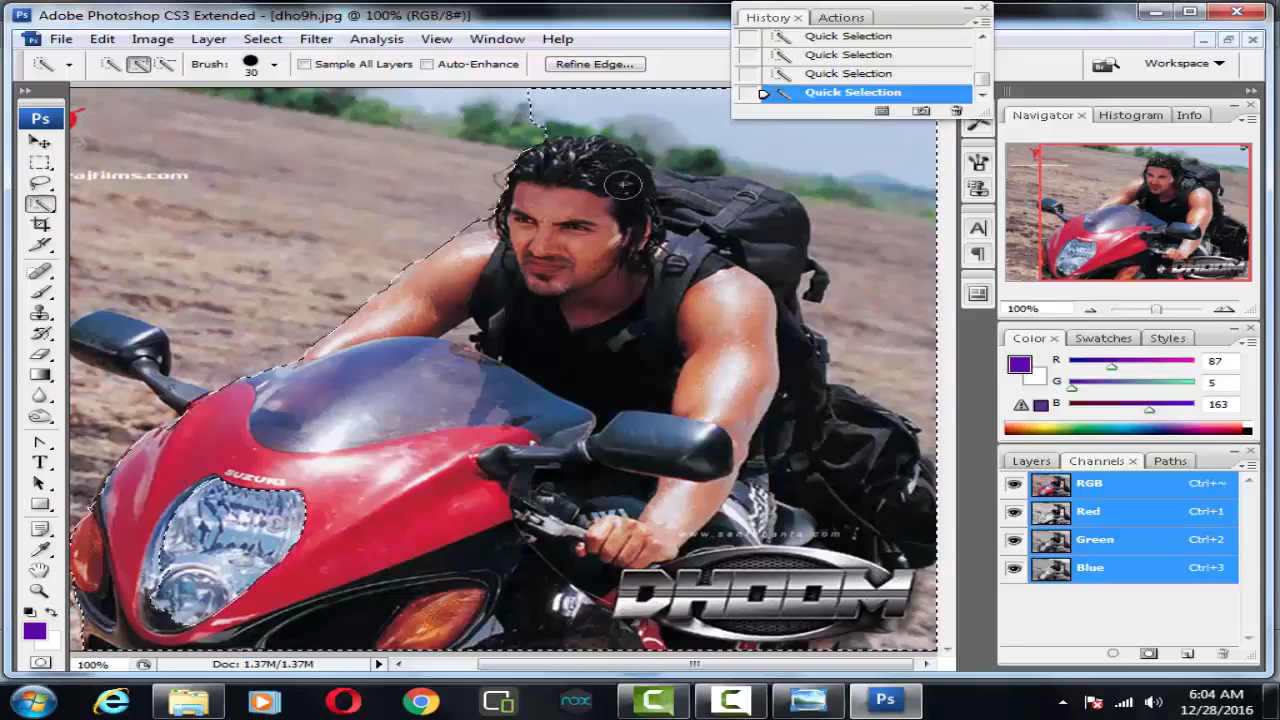 Adobe Photoshop CS3 Extended - [dho9h.jpg @ 100% (RGB/8#)]
File Edit Image Layer Select Filter Analysis View Window Help
Brush: 30 Sample All Layers Auto-Enhance Refine Edge... Workspace
History Actions
Quick Selection
Quick Selection
Quick Selection
Quick Selection
Ps
rajfilms.com
SUZUKI
DHOOM
Navigator Histogram Info
100%
Color Swatches Styles
R 87
G 5
B 163
Layers Channels Paths
RGB Ctrl+~
Red Ctrl+1
Green Ctrl+2
Blue Ctrl+3
100% Doc: 1.37M/1.37M
nox
Ps
6:04 AM
12/28/2016